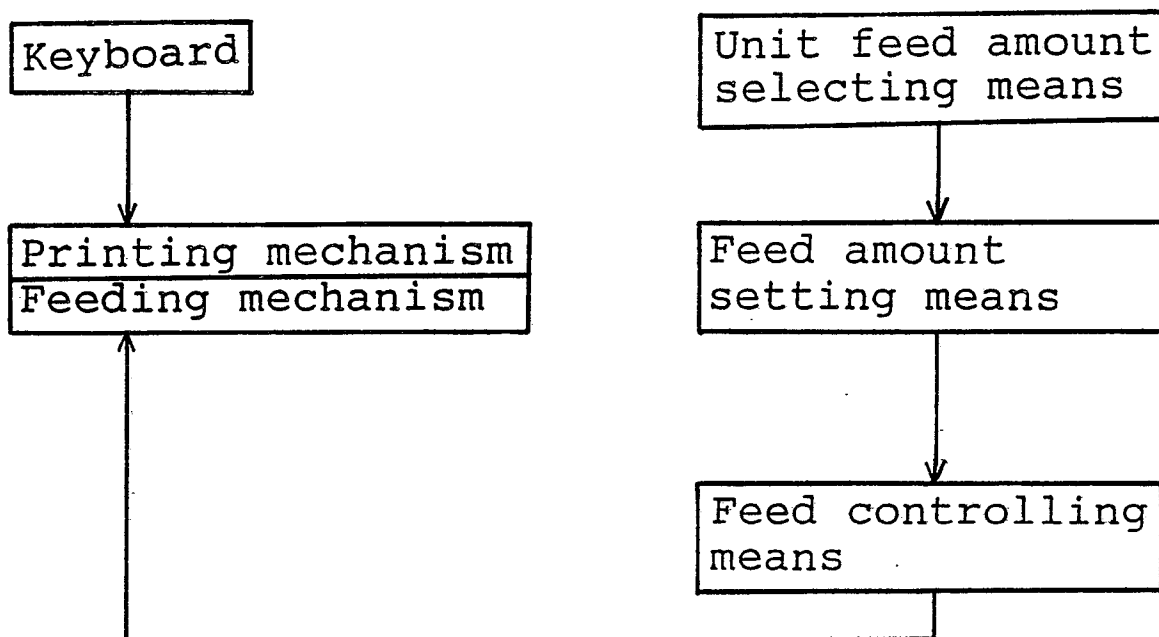 Keyboard
Printing mechanism
Feeding mechanism
Unit feed amount
selecting means
Feed amount
setting means
Feed controlling
means